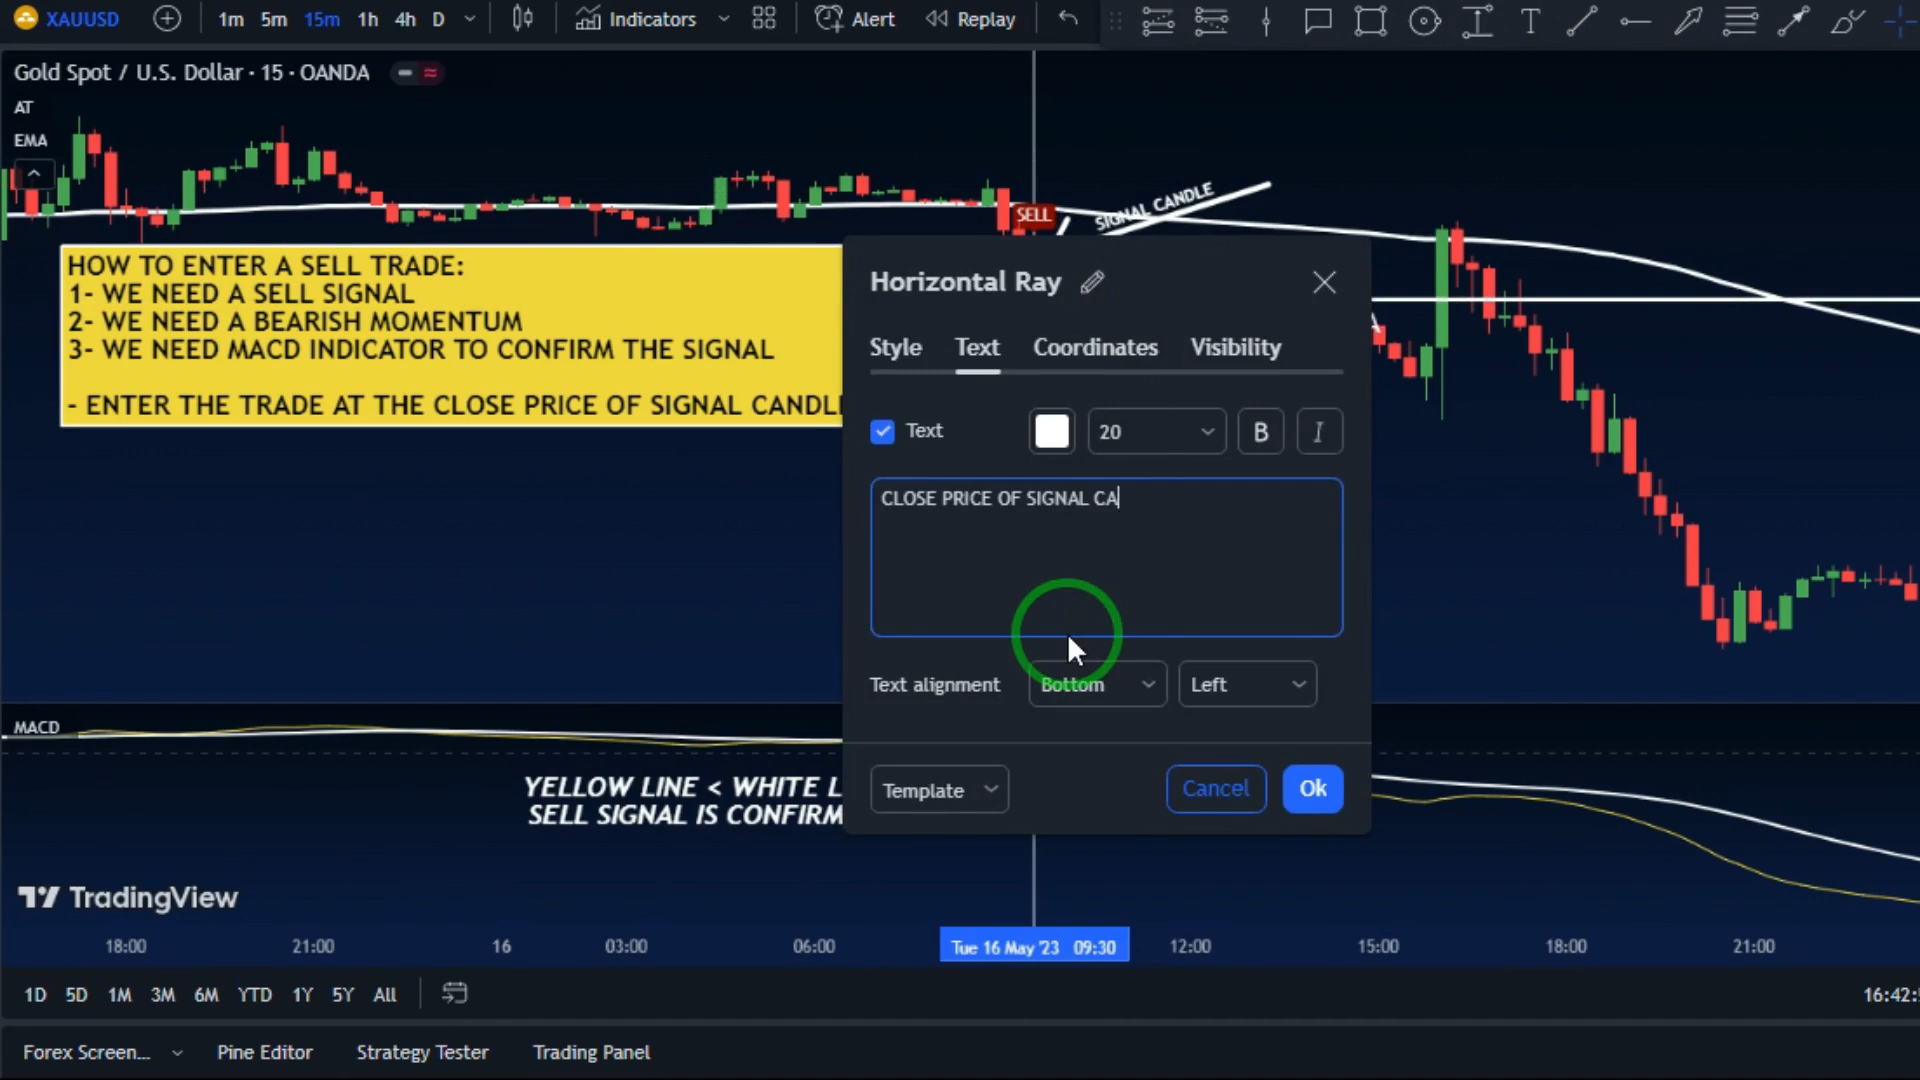 XAUUSD
1m 5m 15m 1h 4h D Indicators Alert Replay
Gold Spot / U.S. Dollar · 15 · OANDA
AT
EMA
SELL
SIGNAL CANDLE
HOW TO ENTER A SELL TRADE:
1- WE NEED A SELL SIGNAL
2- WE NEED A BEARISH MOMENTUM
3- WE NEED MACD INDICATOR TO CONFIRM THE SIGNAL
- ENTER THE TRADE AT THE CLOSE PRICE OF SIGNAL CANDL
Horizontal Ray
Style Text Coordinates Visibility
Text 20 B I
CLOSE PRICE OF SIGNAL CA
Text alignment Bottom Left
Template Cancel Ok
MACD
YELLOW LINE < WHITE L
SELL SIGNAL IS CONFIRM
TradingView
18:00 21:00 16 03:00 06:00 Tue 16 May '23 09:30 12:00 15:00 18:00 21:00
1D 5D 1M 3M 6M YTD 1Y 5Y All
16:42:
Forex Screen... Pine Editor Strategy Tester Trading Panel